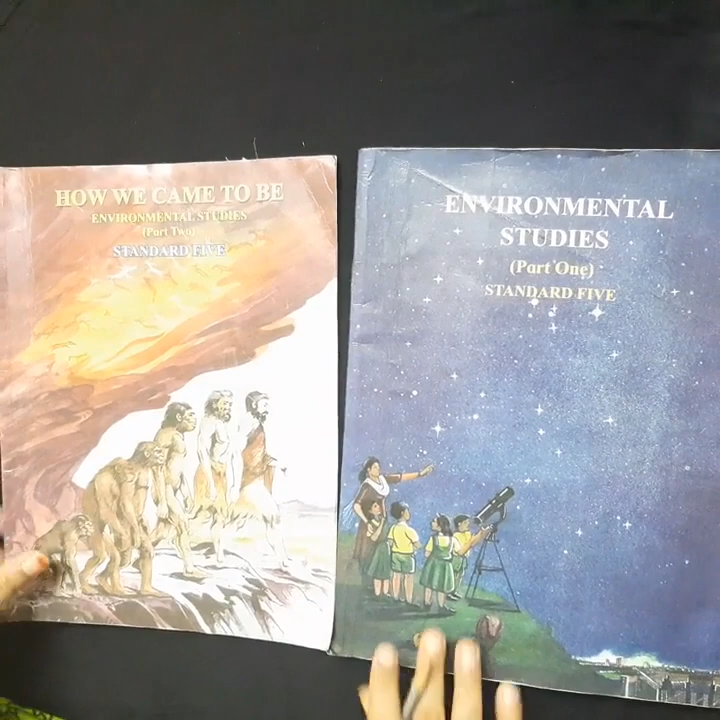 HOW WE CAME TO BE
ENVIRONMENTAL STUDIES
(Part Two)
STANDARD FIVE
ENVIRONMENTAL
STUDIES
(Part One)
STANDARD FIVE